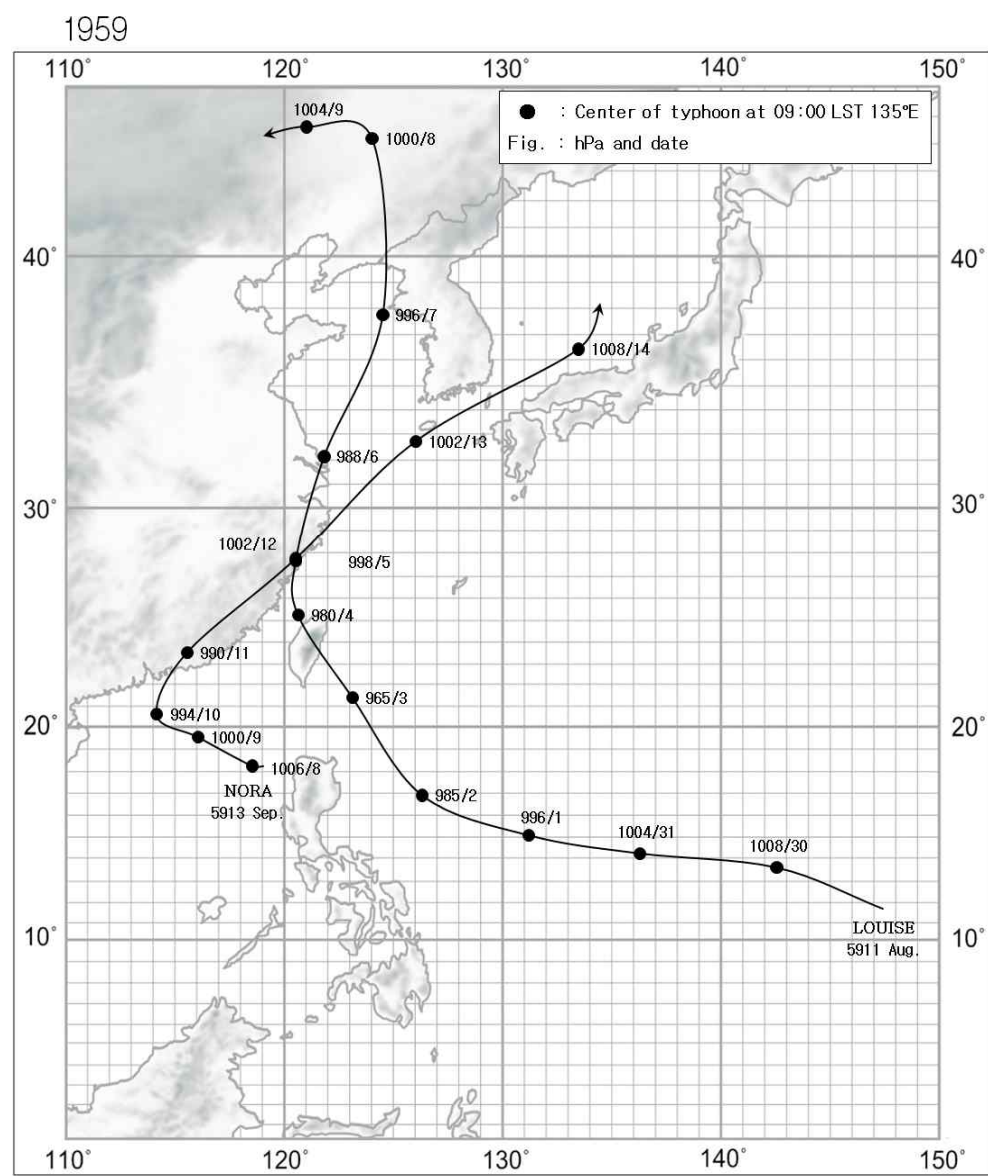 1959
110° 120° 130° 140° 150°
● : Center of typhoon at 09:00 LST 135°E
Fig. : hPa and date
1004/9
1000/8
40° 40°
996/7
1008/14
1002/13
988/6
30° 30°
1002/12
998/5
980/4
990/11
965/3
994/10
20° 20°
1000/9
1006/8
NORA
5913 Sep.
985/2
996/1
1004/31
1008/30
LOUISE
5911 Aug.
10° 10°
110° 120° 130° 140° 150°